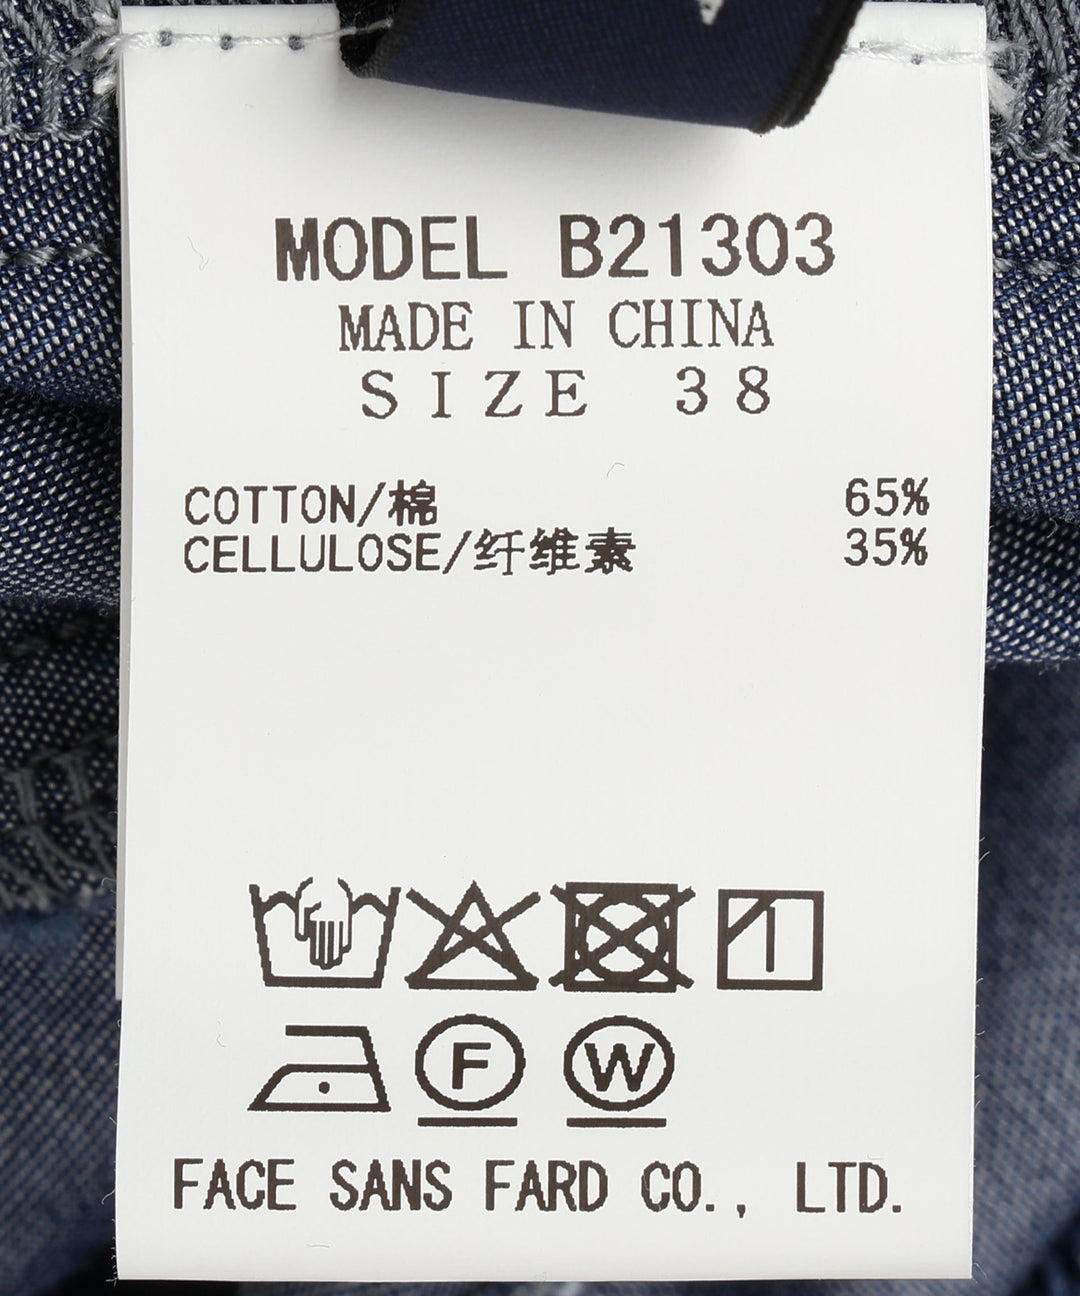 MODEL B21303
MADE IN CHINA
SIZE 38
COTTON/棉 65%
CELLULOSE/纤维素 35%
F W
FACE SANS FARD CO., LTD.